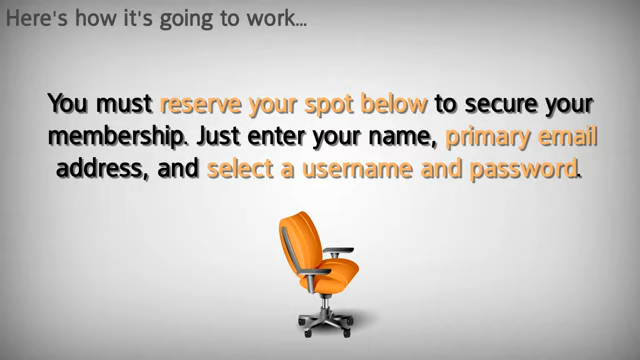 Here's how it's going to work...
You must reserve your spot below to secure your
membership. Just enter your name, primary email
address, and select a username and password.